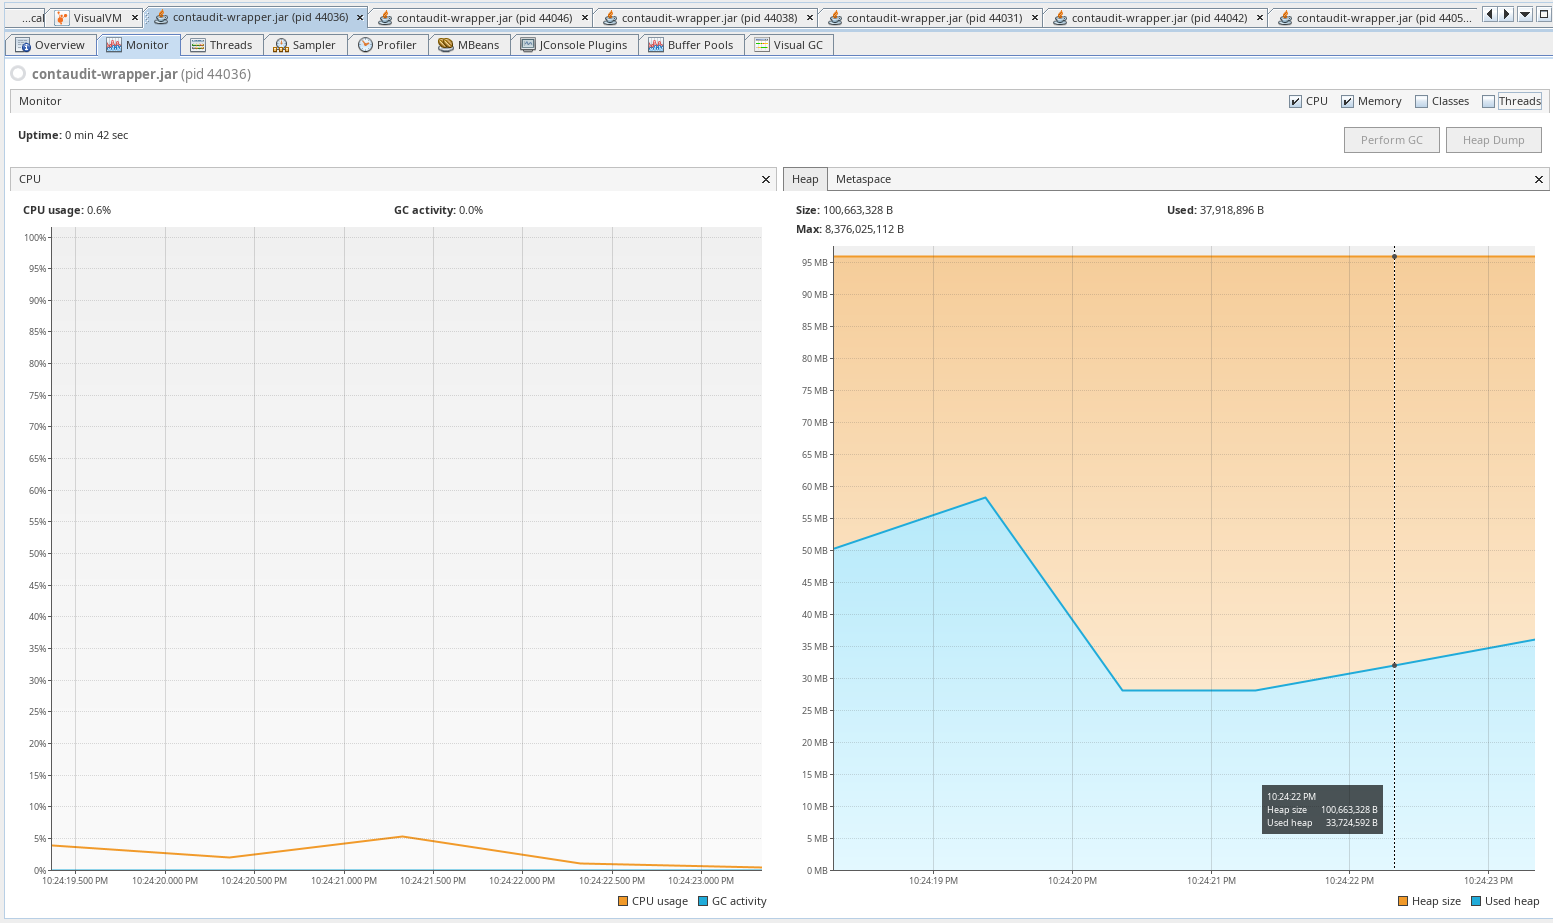 ...cal VisualVM contaudit-wrapper.jar (pid 44036) contaudit-wrapper.jar (pid 44046) contaudit-wrapper.jar (pid 44038) contaudit-wrapper.jar (pid 44031) contaudit-wrapper.jar (pid 44042) contaudit-wrapper.jar (pid 4405...
Overview Monitor Threads Sampler Profiler MBeans JConsole Plugins Buffer Pools Visual GC
contaudit-wrapper.jar (pid 44036)
Monitor CPU Memory Classes Threads
Uptime: 0 min 42 sec
Perform GC Heap Dump
CPU
CPU usage: 0.6% GC activity: 0.0%
100%
95%
90%
85%
80%
75%
70%
65%
60%
55%
50%
45%
40%
35%
30%
25%
20%
15%
10%
5%
0%
10:24:19.500 PM 10:24:20.000 PM 10:24:20.500 PM 10:24:21.000 PM 10:24:21.500 PM 10:24:22.000 PM 10:24:22.500 PM 10:24:23.000 PM
CPU usage GC activity
Heap Metaspace
Size: 100,663,328 B Used: 37,918,896 B
Max: 8,376,025,112 B
95 MB
90 MB
85 MB
80 MB
75 MB
70 MB
65 MB
60 MB
55 MB
50 MB
45 MB
40 MB
35 MB
30 MB
25 MB
20 MB
15 MB
10 MB
5 MB
0 MB
10:24:22 PM
Heap size 100,663,328 B
Used heap 33,724,592 B
10:24:19 PM 10:24:20 PM 10:24:21 PM 10:24:22 PM 10:24:23 PM
Heap size Used heap